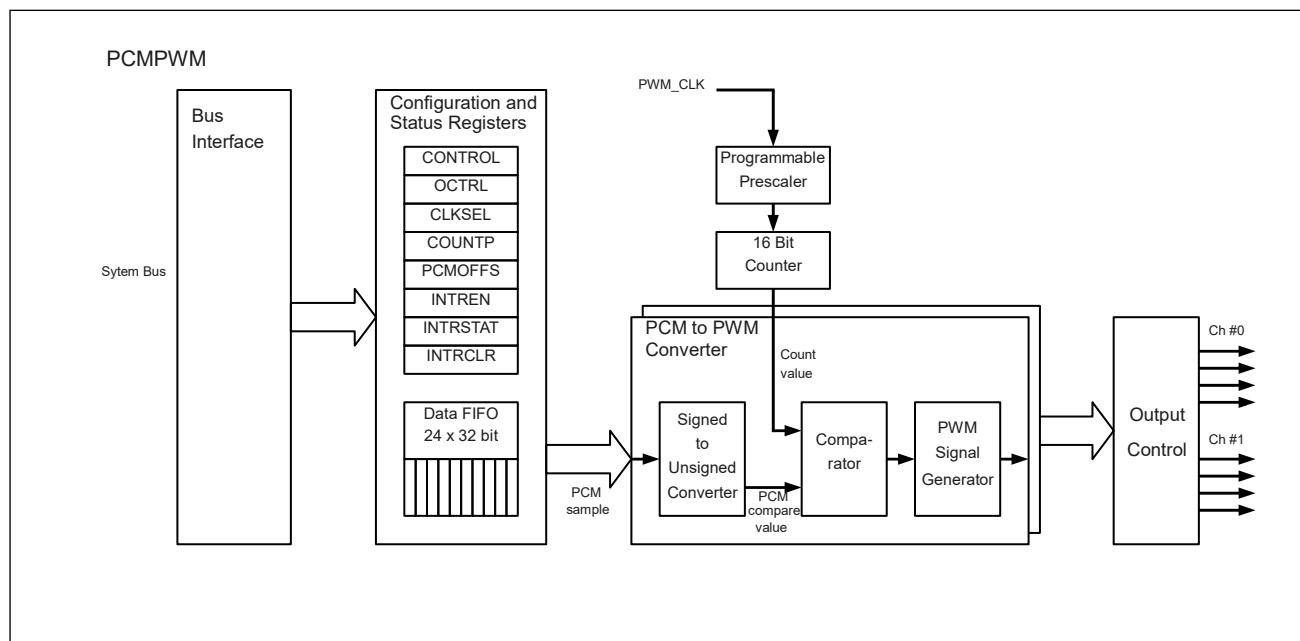 PCMPWM
Bus
Interface
Sytem Bus
Configuration and
Status Registers
CONTROL
OCTRL
CLKSEL
COUNTP
PCMOFFS
INTREN
INTRSTAT
INTRCLR
Data FIFO
24 x 32 bit
PCM
sample
PWM_CLK
Programmable
Prescaler
16 Bit
Counter
PCM to PWM
Converter
Count
value
Signed
to
Unsigned
Converter
PCM
compare
value
Compa-
rator
PWM
Signal
Generator
Output
Control
Ch #0
Ch #1